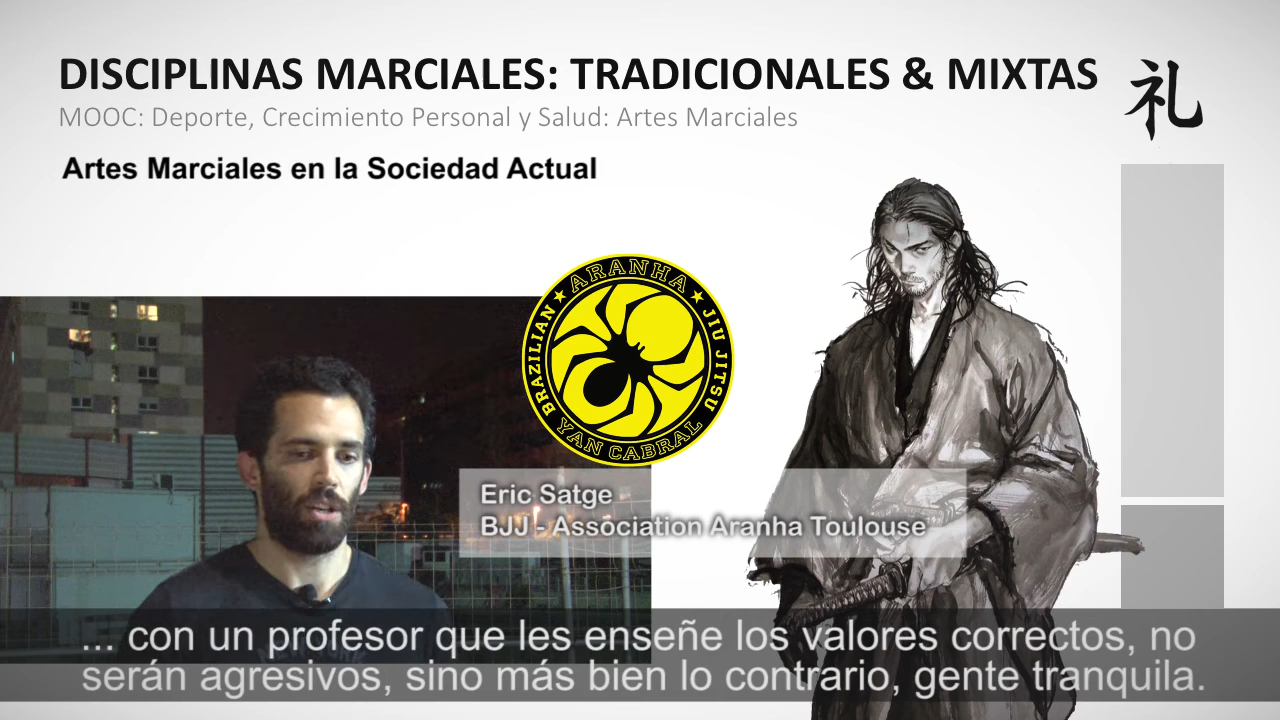 DISCIPLINAS MARCIALES: TRADICIONALES & MIXTAS
礼
MOOC: Deporte, Crecimiento Personal y Salud: Artes Marciales
Artes Marciales en la Sociedad Actual
ARANHA
BRAZILIAN
JIU JITSU
YAN CABRAL
Eric Satge
BJJ - Association Aranha Toulouse
... con un profesor que les enseñe los valores correctos, no
serán agresivos, sino más bien lo contrario, gente tranquila.